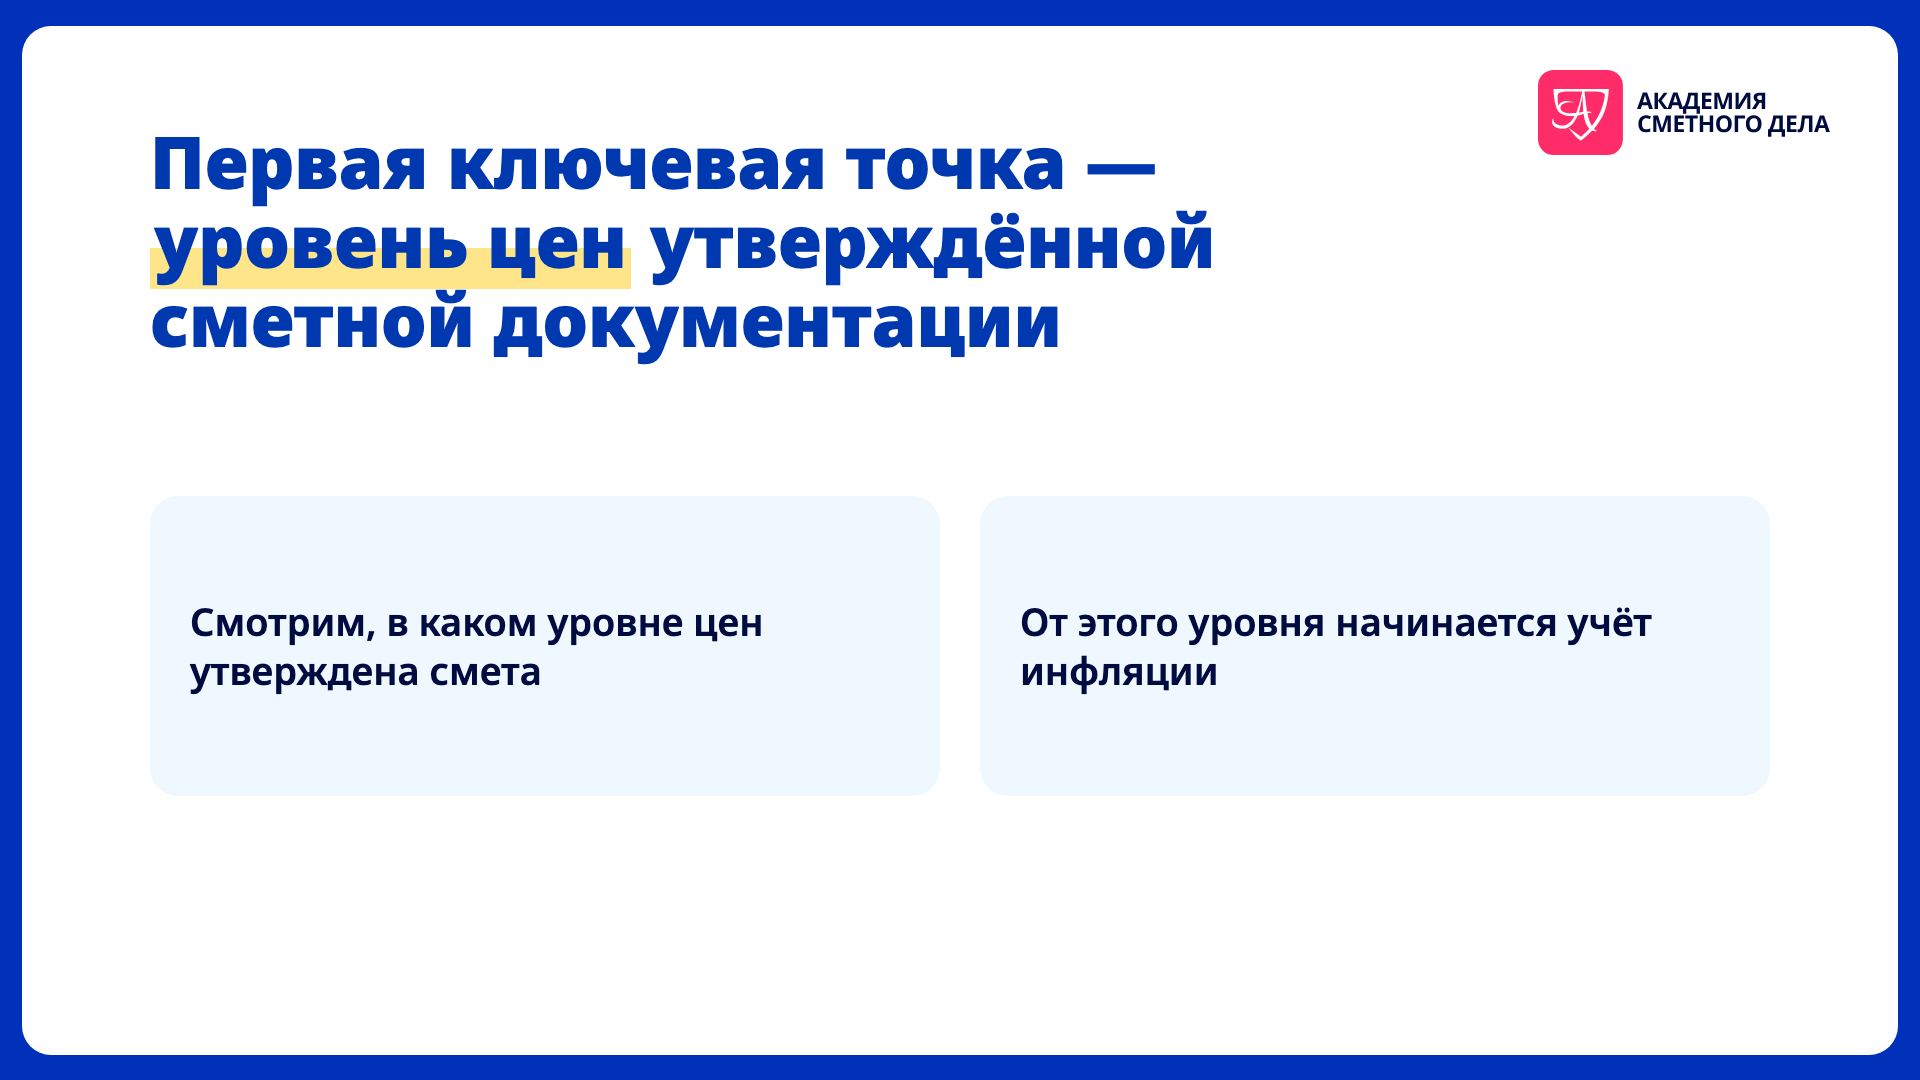 АКАДЕМИЯ
СМЕТНОГО ДЕЛА
Первая ключевая точка —
уровень цен утверждённой
сметной документации
Смотрим, в каком уровне цен
утверждена смета
От этого уровня начинается учёт
инфляции